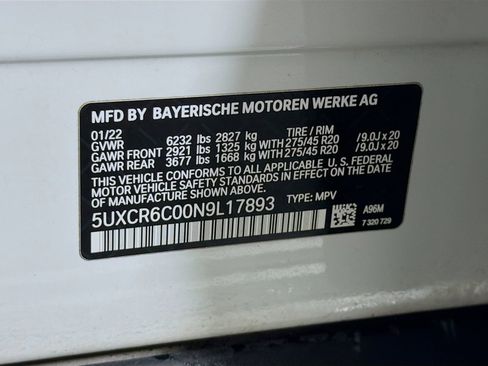 MFD BY BAYERISCHE MOTOREN WERKE AG
01/22
GVWR 6232 lbs 2827 kg TIRE / RIM
GAWR FRONT 2921 lbs 1325 kg WITH 275/45 R20 / 9.0J x 20
GAWR REAR 3677 lbs 1668 kg WITH 275/45 R20 / 9.0J x 20
THIS VEHICLE CONFORMS TO ALL APPLICABLE U. S. FEDERAL
MOTOR VEHICLE SAFETY STANDARDS IN EFFECT ON THE DATE
OF MANUFACTURE SHOWN ABOVE.
5UXCR6C00N9L17893 TYPE: MPV
A96M
7 320 729